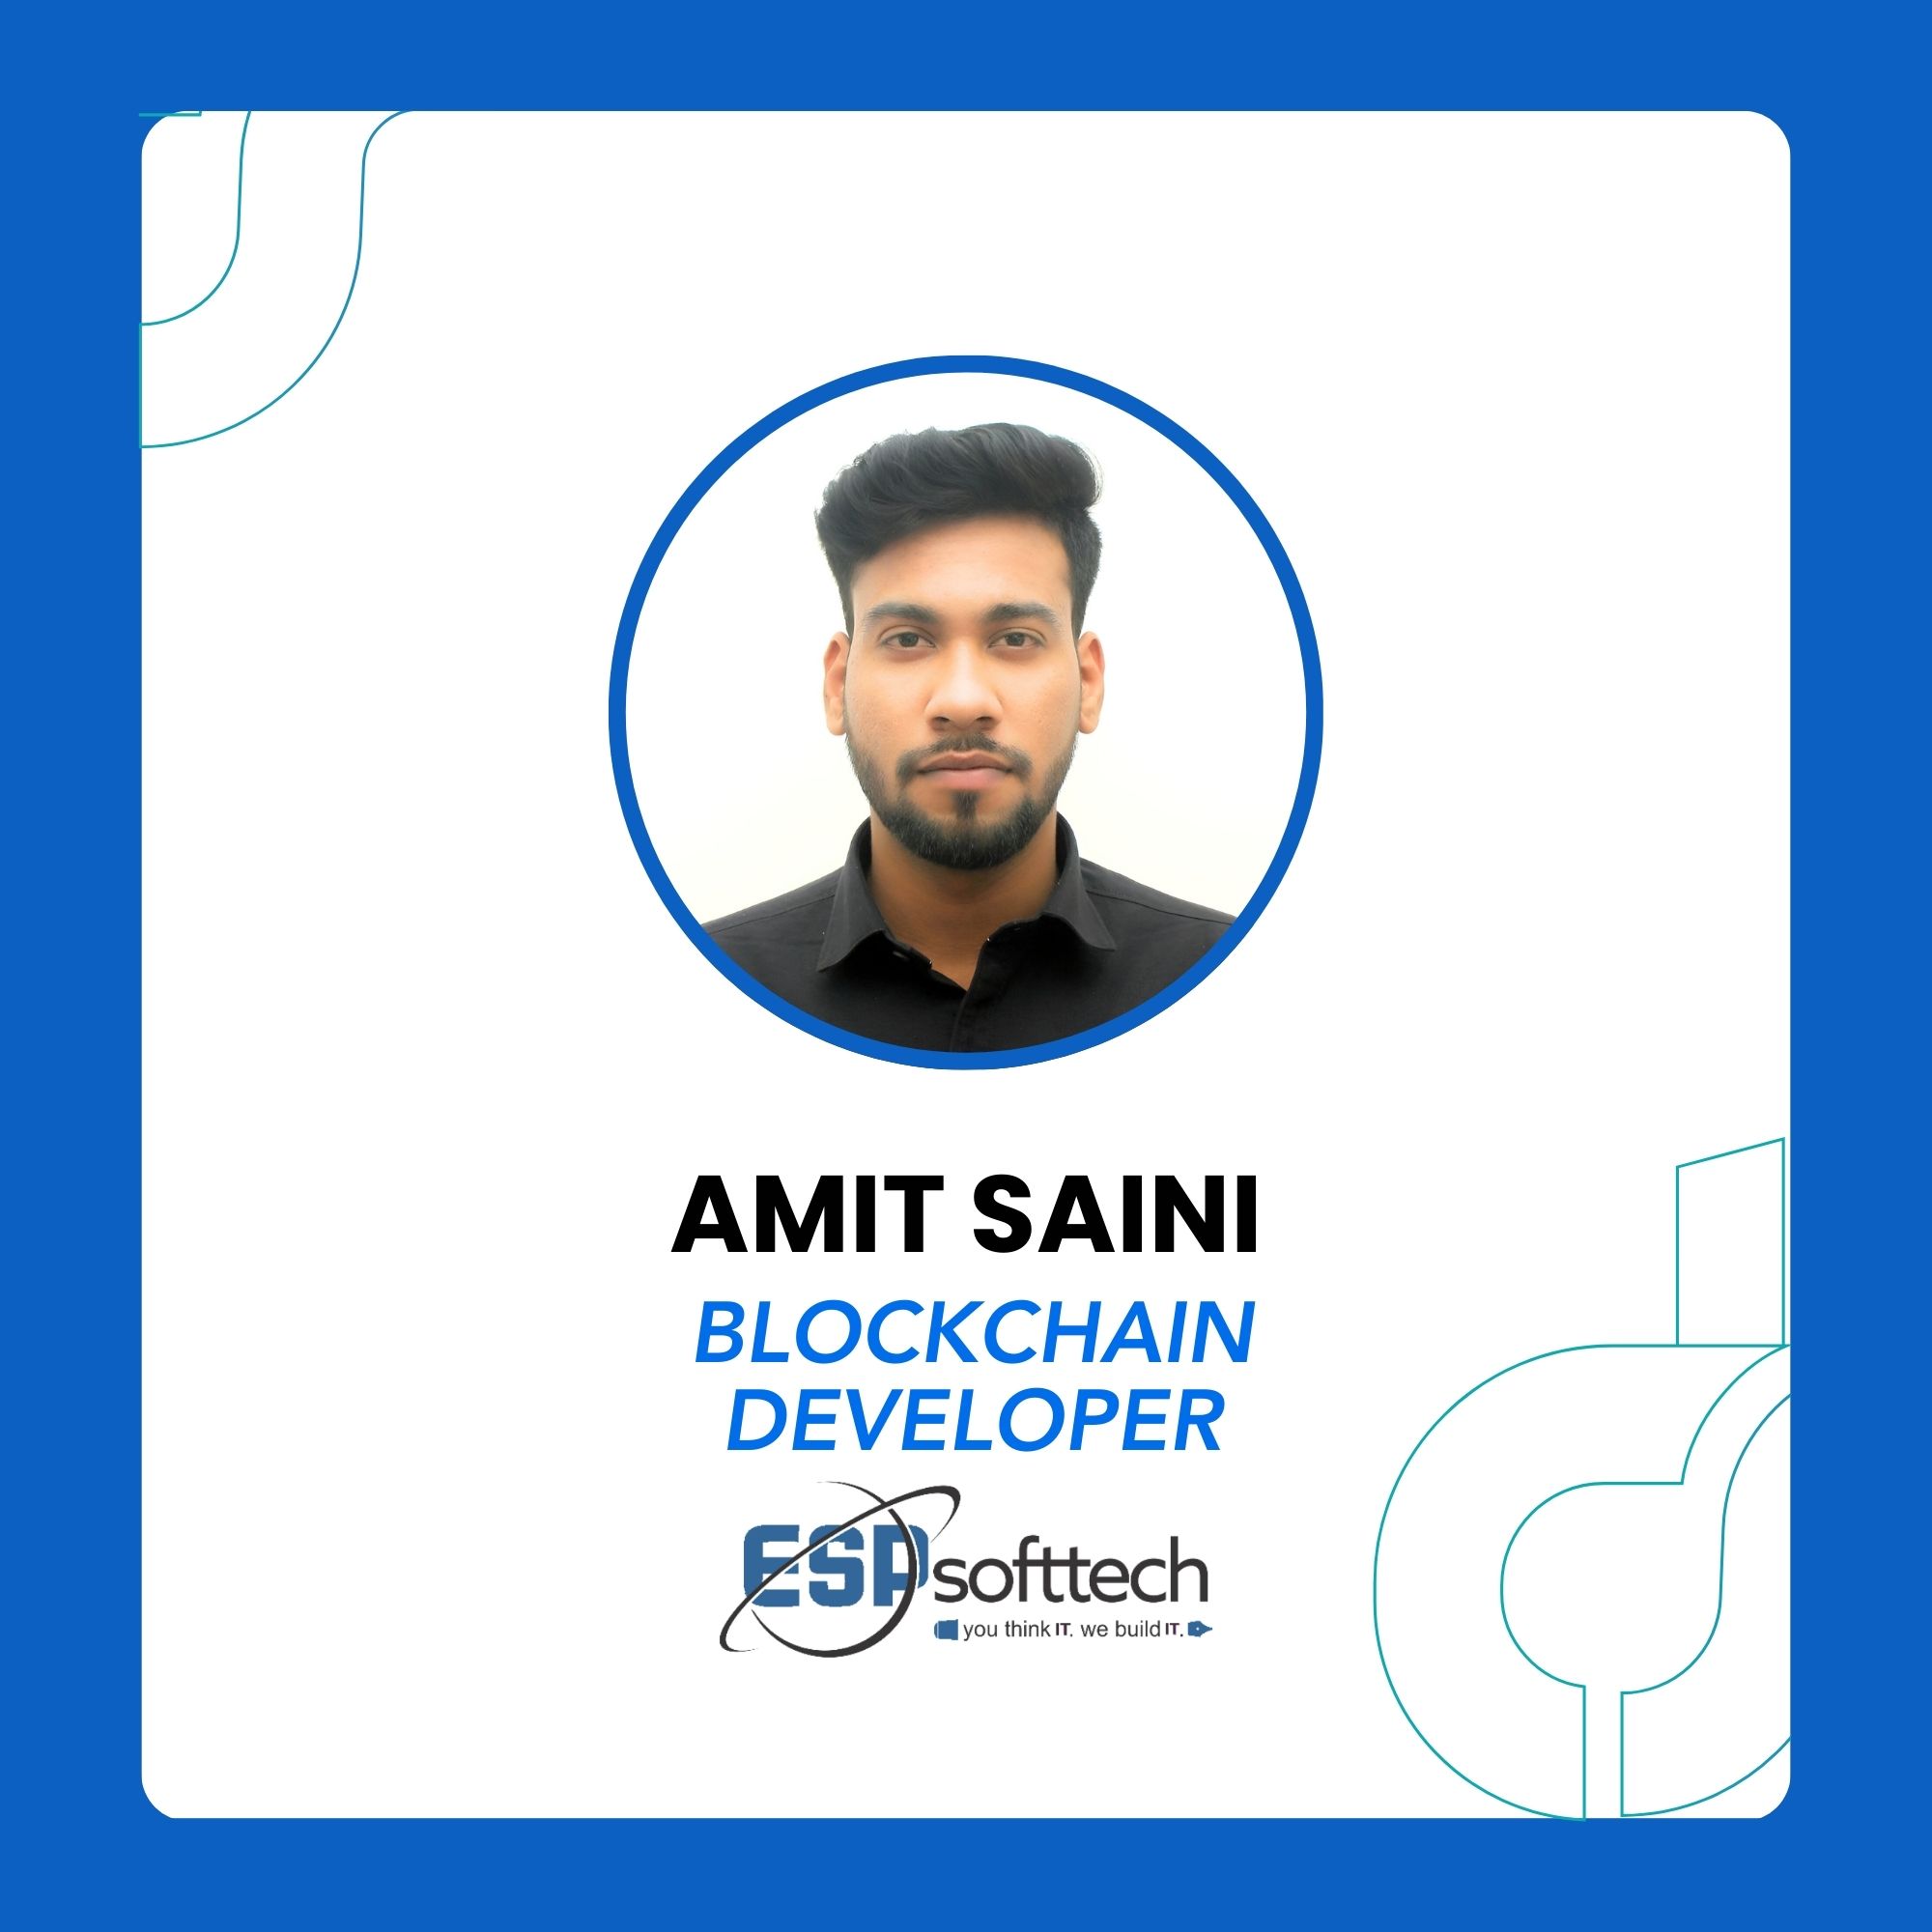 AMIT SAINI
BLOCKCHAIN
DEVELOPER
ESP softtech
you think IT. we build IT.